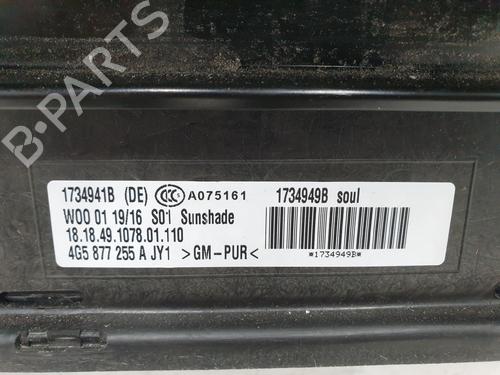 B-PARTS
1734941B (DE) CCC A075161 1734949B soul
W00 01 19/16 S01 Sunshade
18.18.49.1078.01.110
4G5 877 255 A JY1 >GM-PUR<
*1734949B*